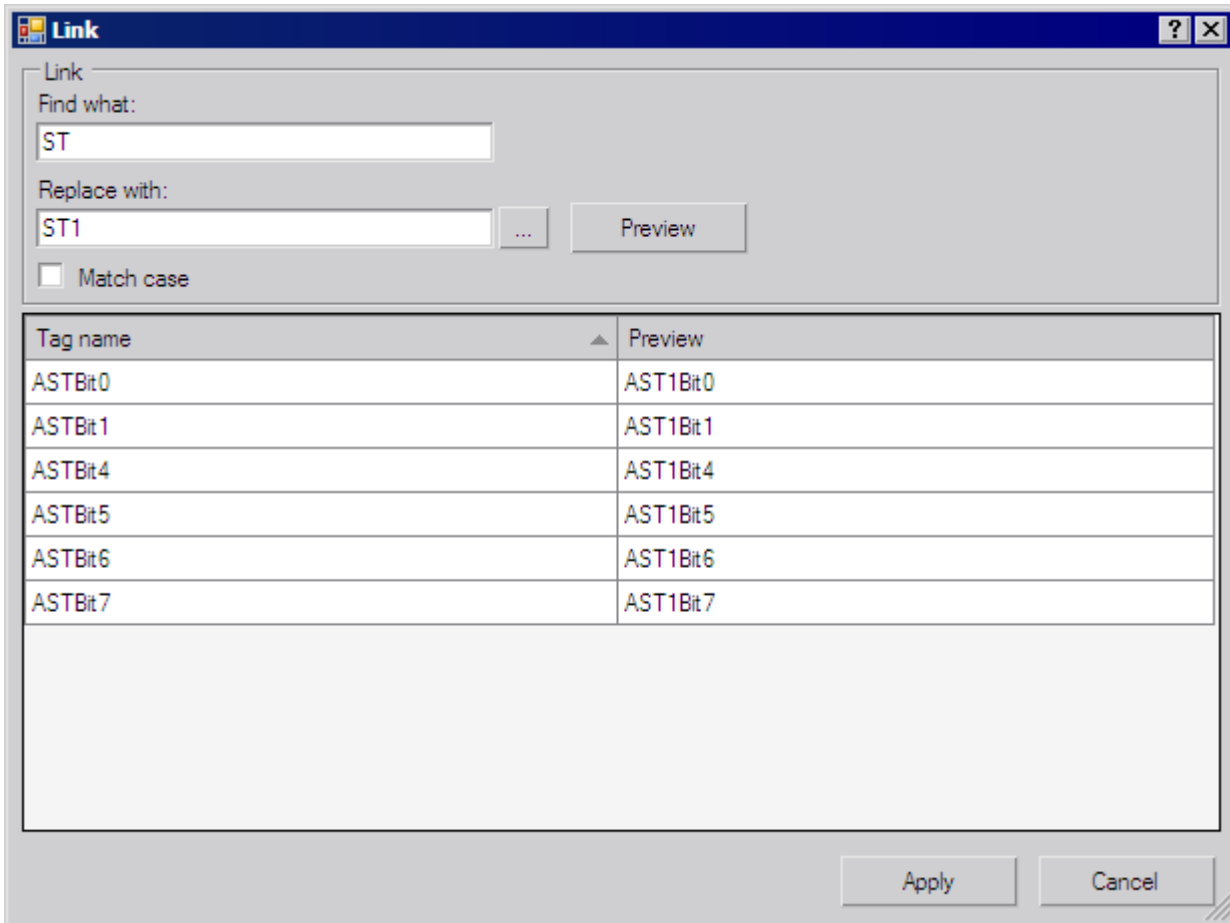 Link
Link
Find what:
ST
Replace with:
ST1
...
Preview
Match case
Tag name Preview
ASTBit0 AST1Bit0
ASTBit1 AST1Bit1
ASTBit4 AST1Bit4
ASTBit5 AST1Bit5
ASTBit6 AST1Bit6
ASTBit7 AST1Bit7
Apply Cancel